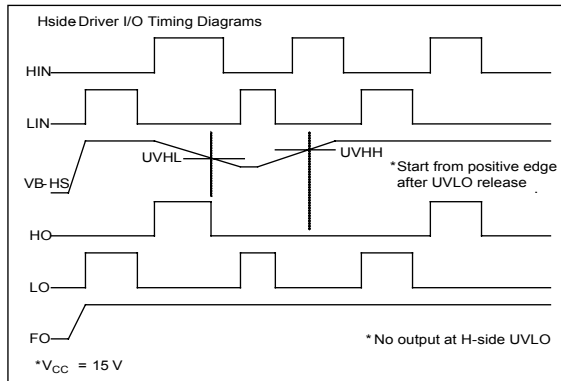 Hside Driver I/O Timing Diagrams
HIN
LIN
UVHL
UVHH
*Start from positive edge
after UVLO release
VB-HS
HO
LO
FO
*No output at H-side UVLO
*VCC = 15 V